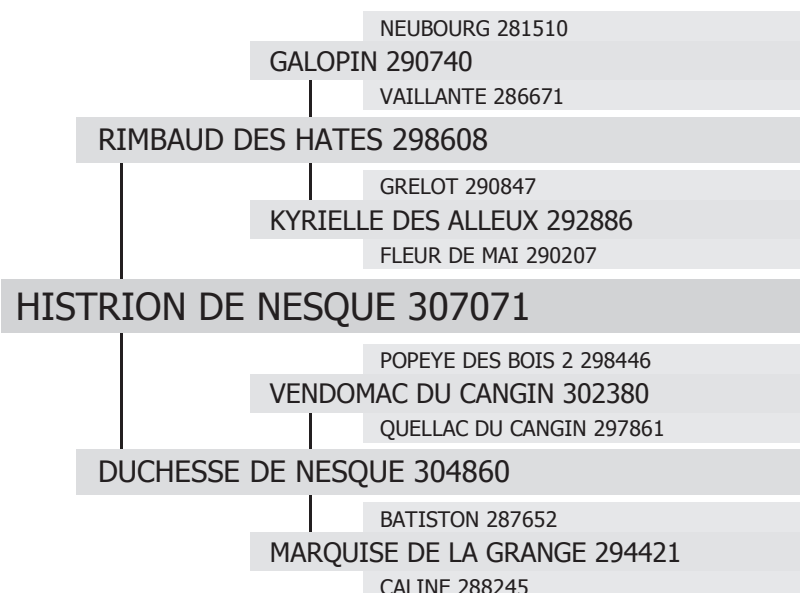 NEUBOURG 281510
GALOPIN 290740
VAILLANTE 286671
RIMBAUD DES HATES 298608
GRELOT 290847
KYRIELLE DES ALLEUX 292886
FLEUR DE MAI 290207
HISTRION DE NESQUE 307071
POPEYE DES BOIS 2 298446
VENDOMAC DU CANGIN 302380
QUELLAC DU CANGIN 297861
DUCHESSE DE NESQUE 304860
BATISTON 287652
MARQUISE DE LA GRANGE 294421
CALINE 288245